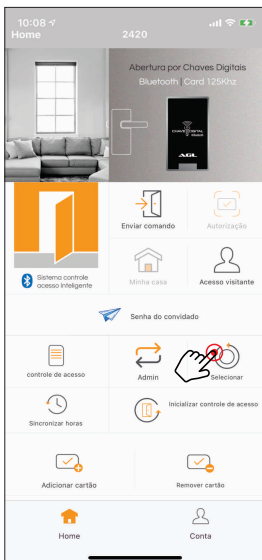 10:08
Home
2420
Abertura por Chaves Digitais
Bluetooth | Card 125Khz
CHAVE DIGITAL
AGL
Enviar comando
Autorização
Sistema controle
acesso Inteligente
Minha casa
Acesso visitante
Senha do convidado
controle de acesso
Admin
Selecionar
Sincronizar horas
Inicializar controle de acesso
Adicionar cartão
Remover cartão
Home
Conta